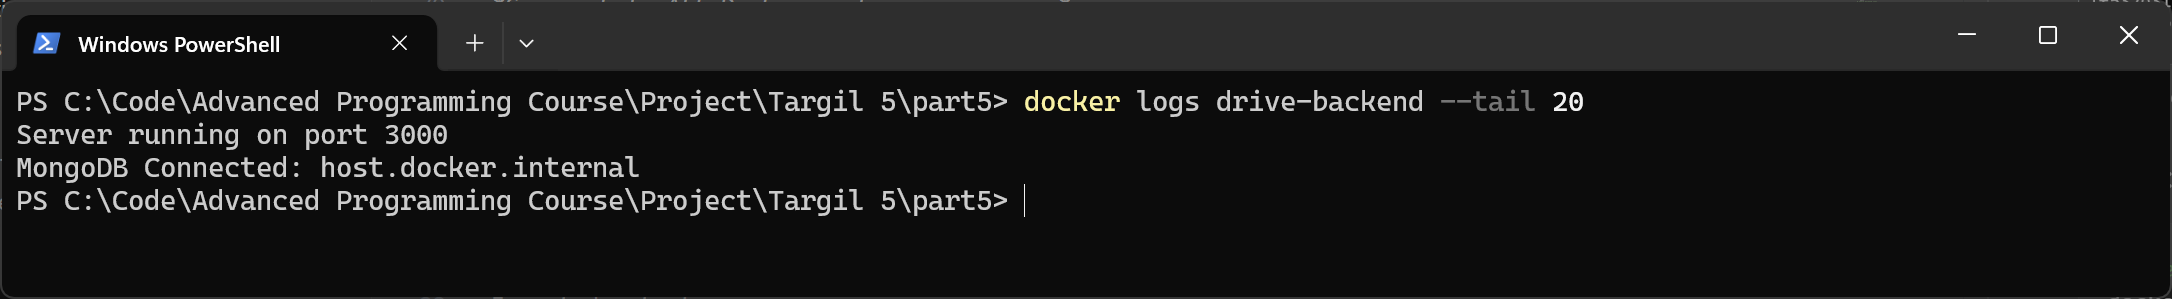 Windows PowerShell
PS C:\Code\Advanced Programming Course\Project\Targil 5\part5> docker logs drive-backend --tail 20
Server running on port 3000
MongoDB Connected: host.docker.internal
PS C:\Code\Advanced Programming Course\Project\Targil 5\part5>